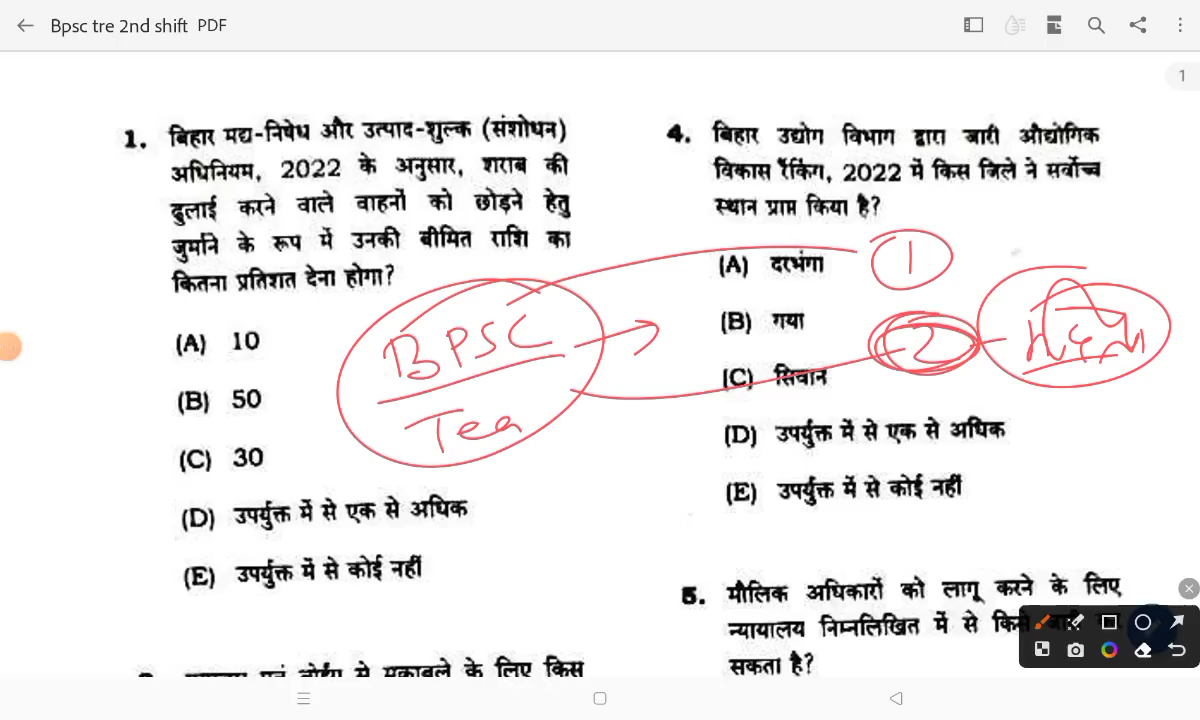 Bpsc tre 2nd shift PDF
1
1. बिहार मद्य-निषेध और उत्पाद-शुल्क (संशोधन)
अधिनियम, 2022 के अनुसार, शराब की
ढुलाई करने वाले वाहनों को छोड़ने हेतु
जुर्माने के रूप में उनकी बीमित राशि का
कितना प्रतिशत देना होगा?
(A) 10
(B) 50
(C) 30
(D) उपर्युक्त में से एक से अधिक
(E) उपर्युक्त में से कोई नहीं
से मुकाबले के लिए किस
BPSC
Tea
4. बिहार उद्योग विभाग द्वारा जारी औद्योगिक
विकास रैंकिंग, 2022 में किस जिले ने सर्वोच्च
स्थान प्राप्त किया है?
(A) दरभंगा
(B) गया
(C) सिवान
(D) उपर्युक्त में से एक से अधिक
(E) उपर्युक्त में से कोई नहीं
1
2
5. मौलिक अधिकारों को लागू करने के लिए
न्यायालय निम्नलिखित में से
सकता है?